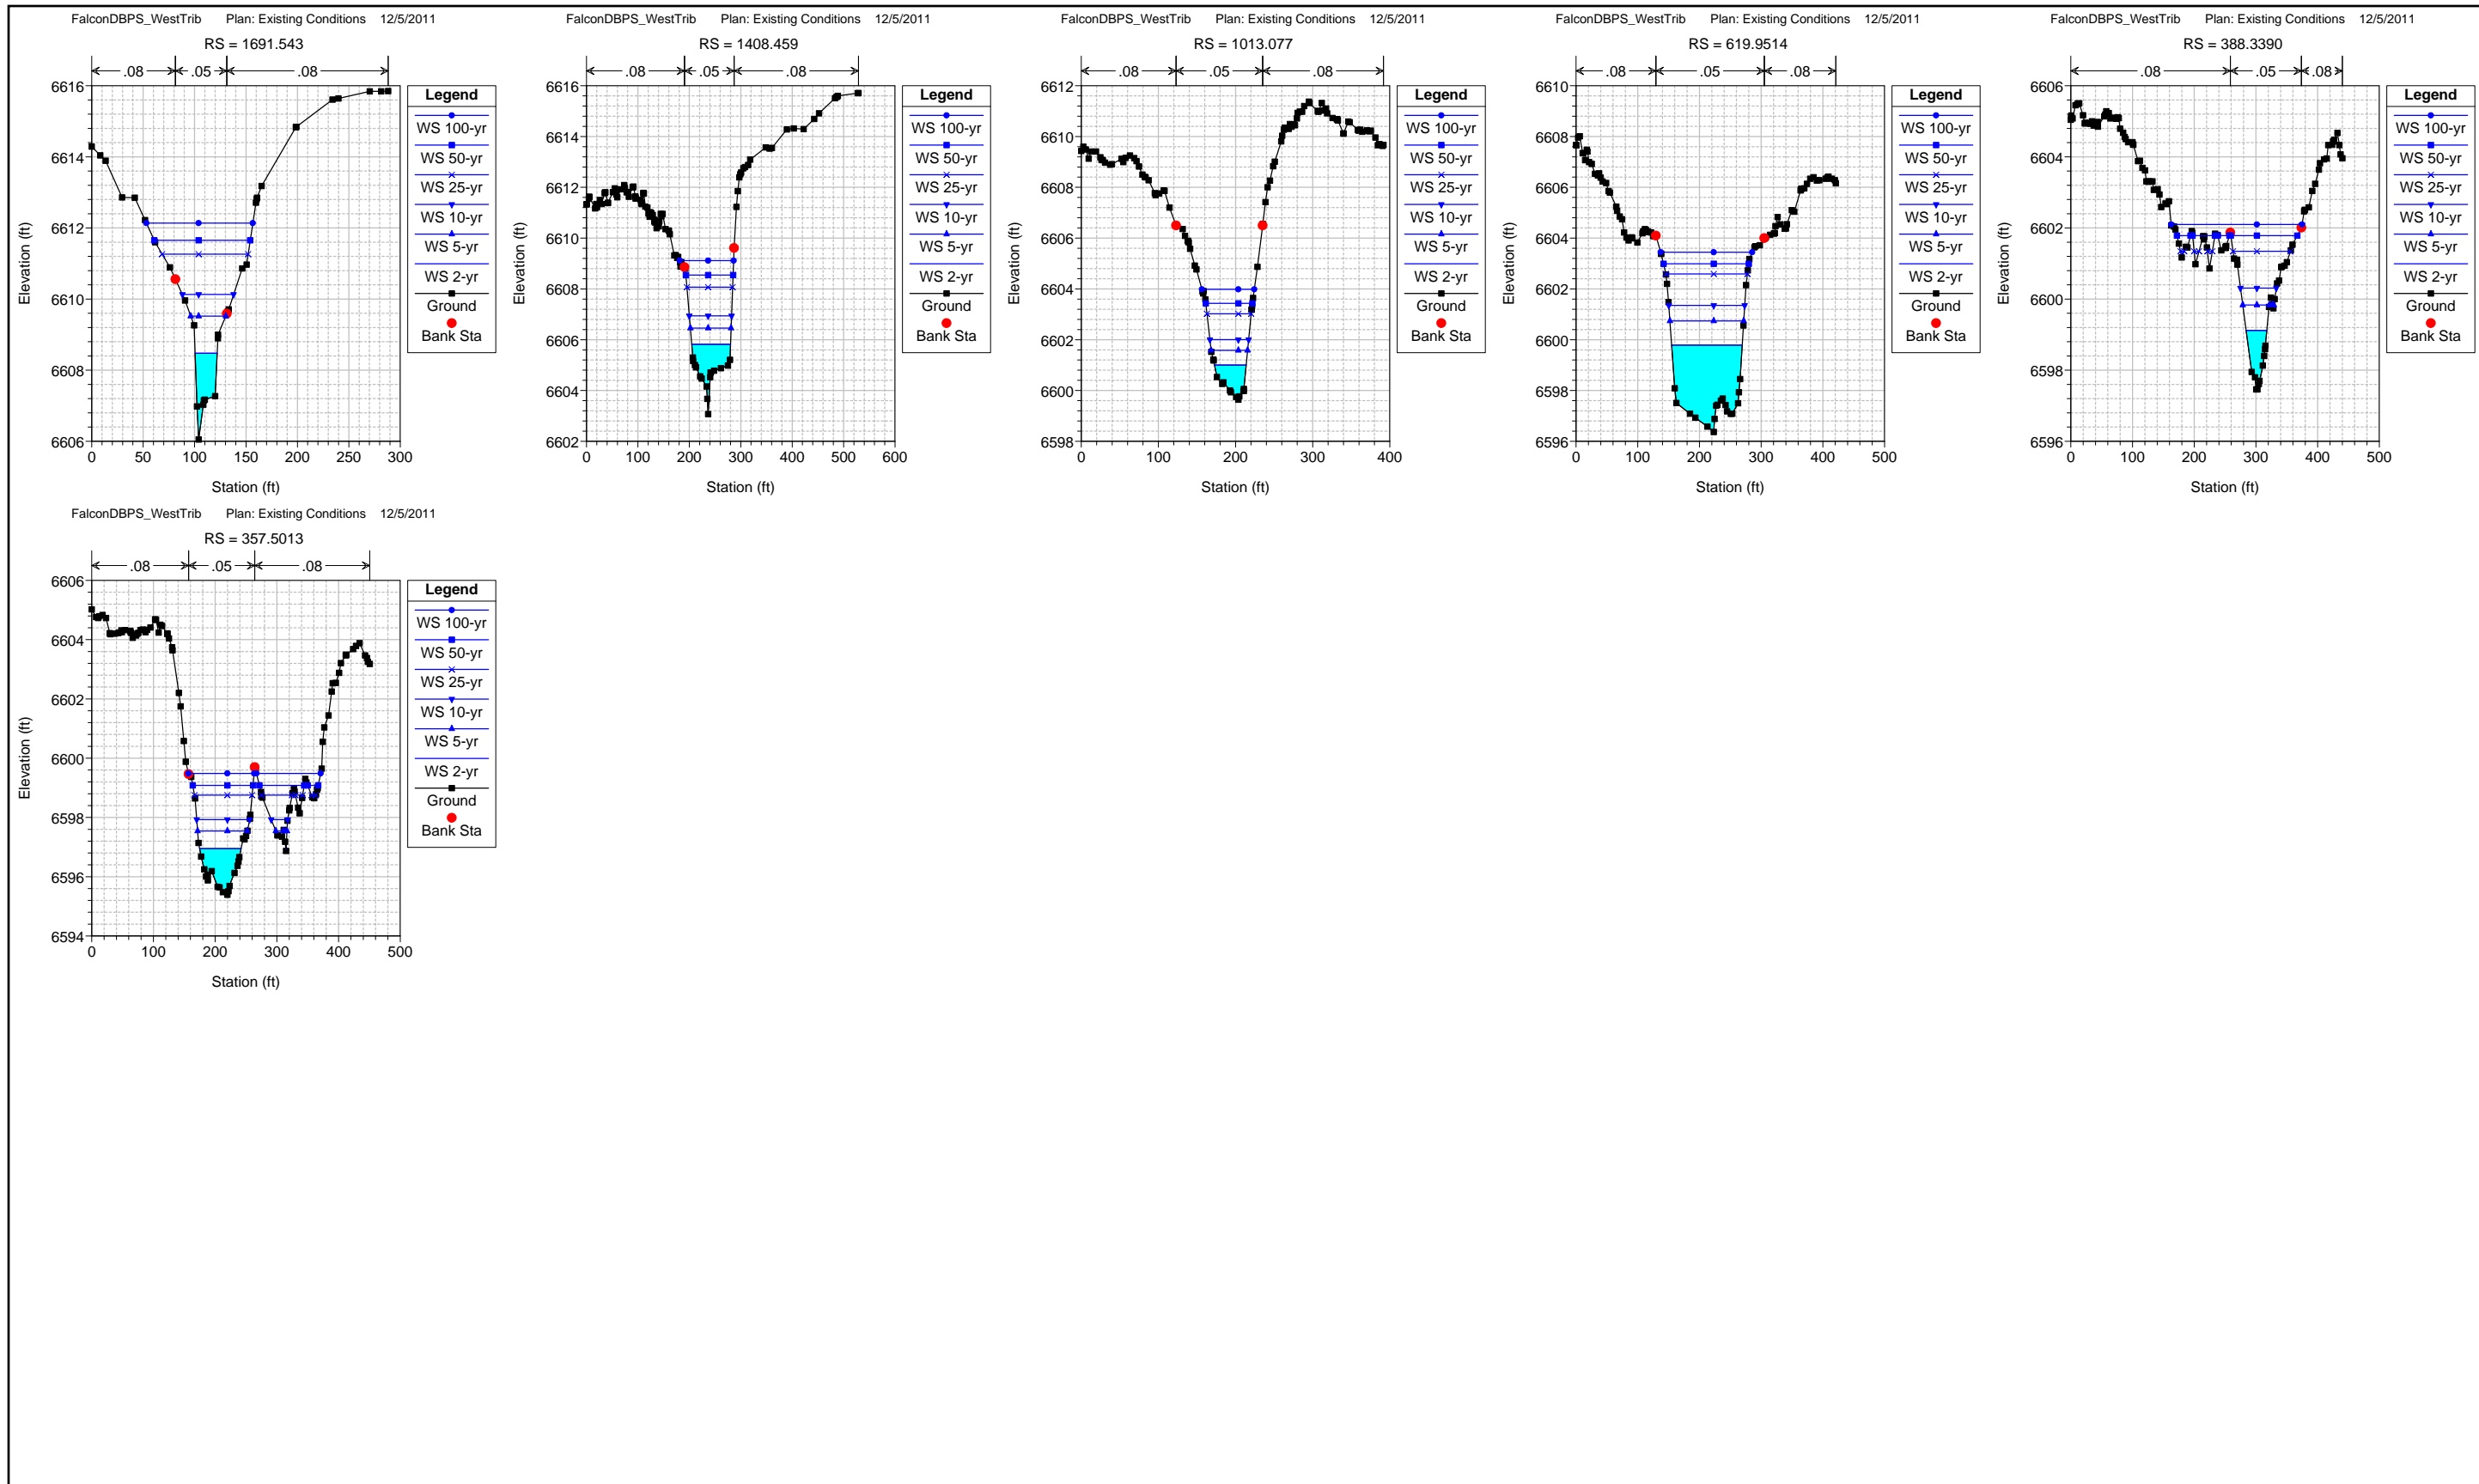 FalconDBPS_WestTrib Plan: Existing Conditions 12/5/2011
RS = 1691.543
.08 .05 .08
Elevation (ft)
6616
6614
6612
6610
6608
6606
0 50 100 150 200 250 300
Station (ft)
Legend
WS 100-yr
WS 50-yr
WS 25-yr
WS 10-yr
WS 5-yr
WS 2-yr
Ground
Bank Sta
FalconDBPS_WestTrib Plan: Existing Conditions 12/5/2011
RS = 1408.459
.08 .05 .08
Elevation (ft)
6616
6614
6612
6610
6608
6606
6604
6602
0 100 200 300 400 500 600
Station (ft)
Legend
WS 100-yr
WS 50-yr
WS 25-yr
WS 10-yr
WS 5-yr
WS 2-yr
Ground
Bank Sta
FalconDBPS_WestTrib Plan: Existing Conditions 12/5/2011
RS = 1013.077
.08 .05 .08
Elevation (ft)
6612
6610
6608
6606
6604
6602
6600
6598
0 100 200 300 400
Station (ft)
Legend
WS 100-yr
WS 50-yr
WS 25-yr
WS 10-yr
WS 5-yr
WS 2-yr
Ground
Bank Sta
FalconDBPS_WestTrib Plan: Existing Conditions 12/5/2011
RS = 619.9514
.08 .05 .08
Elevation (ft)
6610
6608
6606
6604
6602
6600
6598
6596
0 100 200 300 400 500
Station (ft)
Legend
WS 100-yr
WS 50-yr
WS 25-yr
WS 10-yr
WS 5-yr
WS 2-yr
Ground
Bank Sta
FalconDBPS_WestTrib Plan: Existing Conditions 12/5/2011
RS = 388.3390
.08 .05 .08
Elevation (ft)
6606
6604
6602
6600
6598
6596
0 100 200 300 400 500
Station (ft)
Legend
WS 100-yr
WS 50-yr
WS 25-yr
WS 10-yr
WS 5-yr
WS 2-yr
Ground
Bank Sta
FalconDBPS_WestTrib Plan: Existing Conditions 12/5/2011
RS = 357.5013
.08 .05 .08
Elevation (ft)
6606
6604
6602
6600
6598
6596
6594
0 100 200 300 400 500
Station (ft)
Legend
WS 100-yr
WS 50-yr
WS 25-yr
WS 10-yr
WS 5-yr
WS 2-yr
Ground
Bank Sta